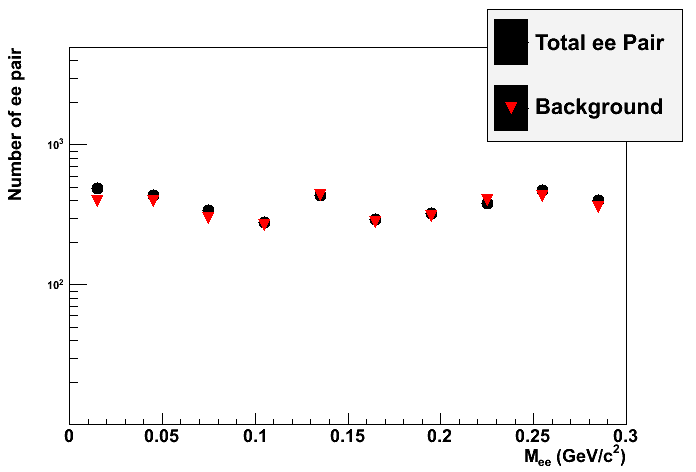 Total ee Pair
Background
Number of ee pair
10³
10²
0 0.05 0.1 0.15 0.2 0.25 0.3
Mₑₑ (GeV/c²)